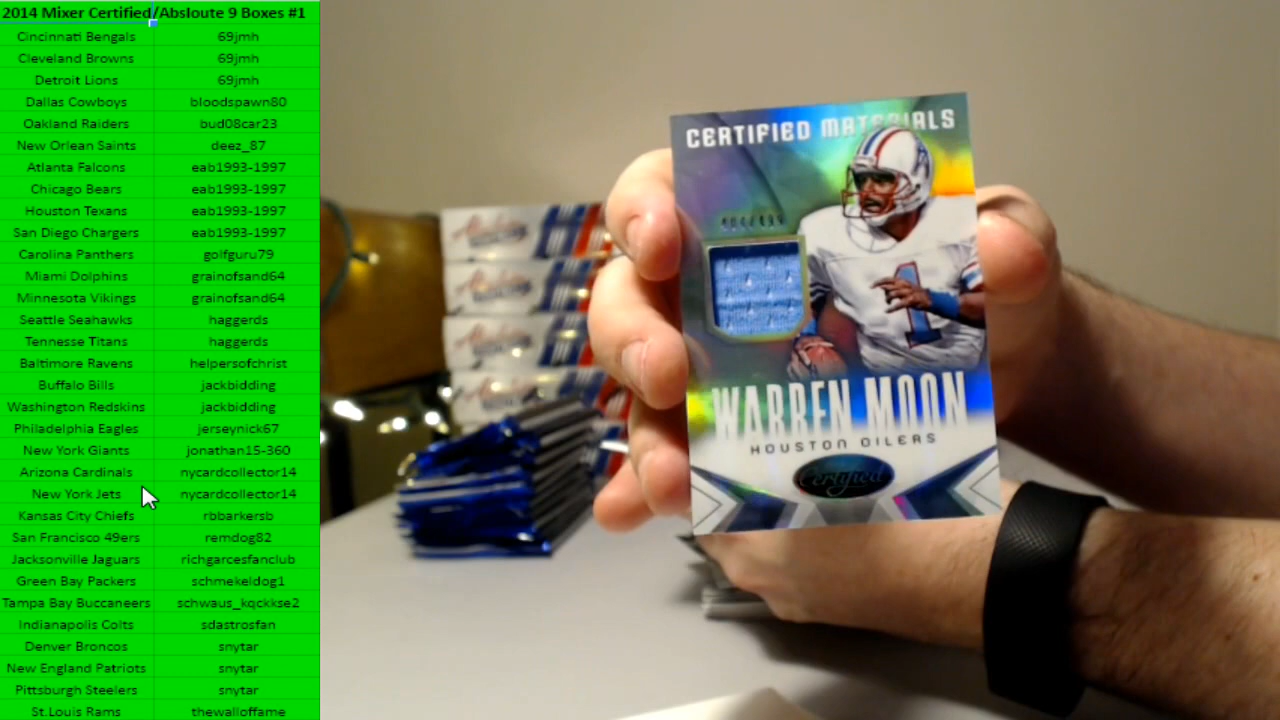 2014 Mixer Certified/Absloute 9 Boxes #1
Cincinnati Bengals 69jmh
Cleveland Browns 69jmh
Detroit Lions 69jmh
Dallas Cowboys bloodspawn80
Oakland Raiders bud08car23
New Orlean Saints deez_87
Atlanta Falcons eab1993-1997
Chicago Bears eab1993-1997
Houston Texans eab1993-1997
San Diego Chargers eab1993-1997
Carolina Panthers golfguru79
Miami Dolphins grainofsand64
Minnesota Vikings grainofsand64
Seattle Seahawks haggerds
Tennesse Titans haggerds
Baltimore Ravens helpersofchrist
Buffalo Bills jackbidding
Washington Redskins jackbidding
Philadelphia Eagles jerseynick67
New York Giants jonathan15-360
Arizona Cardinals nycardcollector14
New York Jets nycardcollector14
Kansas City Chiefs rbbarkersb
San Francisco 49ers remdog82
Jacksonville Jaguars richgarcesfanclub
Green Bay Packers schmekeldog1
Tampa Bay Buccaneers schwaus_kqckkse2
Indianapolis Colts sdastrosfan
Denver Broncos snytar
New England Patriots snytar
Pittsburgh Steelers snytar
St.Louis Rams thewalloffame
CERTIFIED MATERIALS
1
WARREN MOON
HOUSTON OILERS
Certified